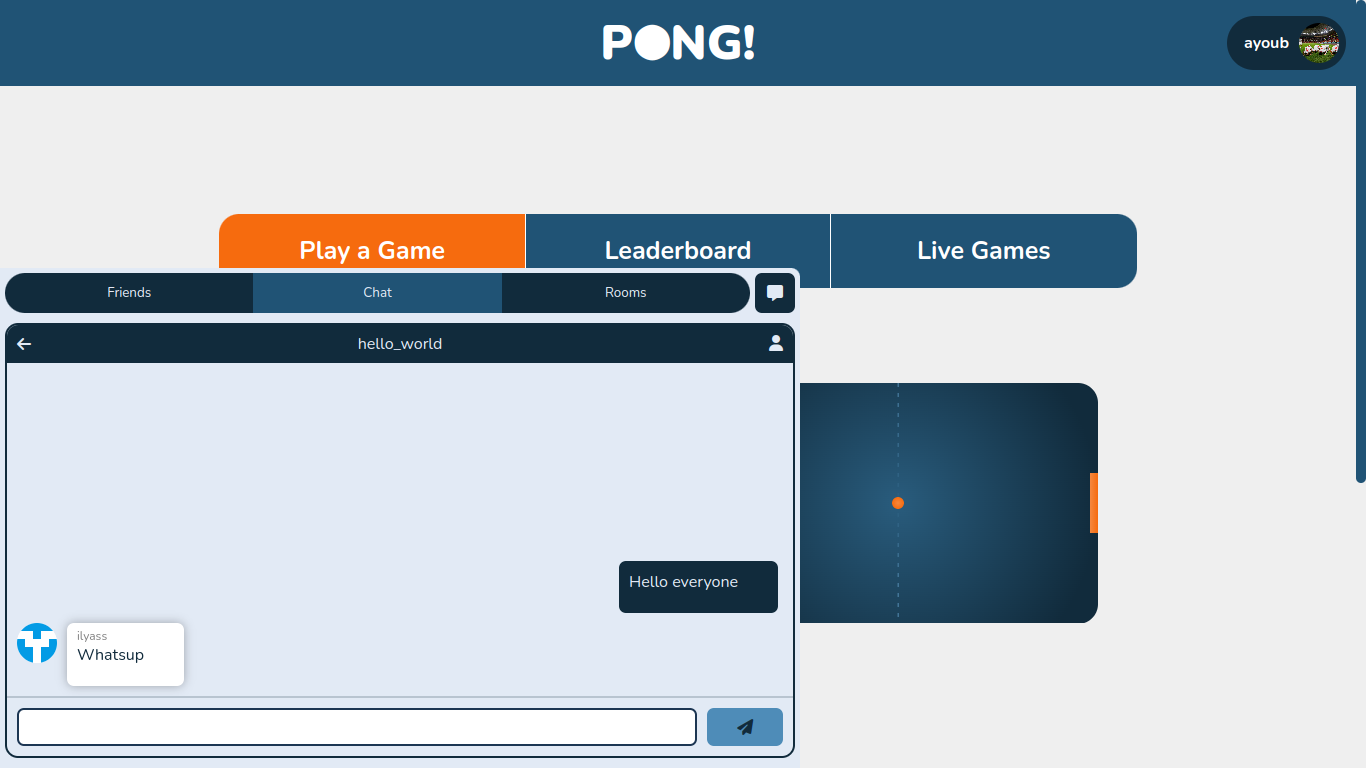 PONG!
ayoub
Play a Game
Leaderboard
Live Games
Friends
Chat
Rooms
hello_world
Hello everyone
ilyass
Whatsup